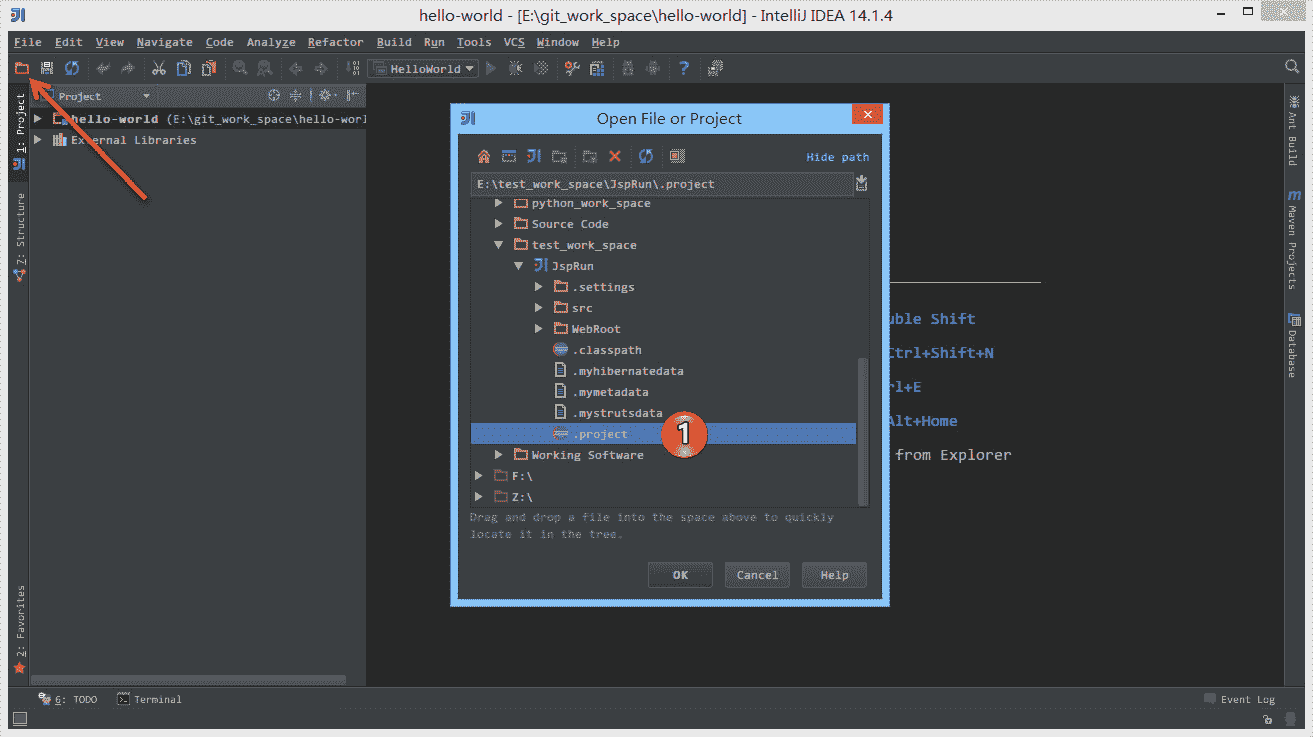 hello-world - [E:\git_work_space\hello-world] - IntelliJ IDEA 14.1.4
File Edit View Navigate Code Analyze Refactor Build Run Tools VCS Window Help
HelloWorld
Project
hello-world (E:\git_work_space\hello-worl
External Libraries
1: Project
7: Structure
2: Favorites
Open File or Project
Hide path
E:\test_work_space\JspRun\.project
python_work_space
Source Code
test_work_space
JspRun
.settings
src
WebRoot
.classpath
.myhibernatedata
.mymetadata
.mystrutsdata
.project
1
Working Software
F:\
Z:\
Drag and drop a file into the space above to quickly
locate it in the tree.
OK Cancel Help
uble Shift
Ctrl+Shift+N
rl+E
Alt+Home
from Explorer
Ant Build
Maven Projects
Database
6: TODO Terminal
Event Log